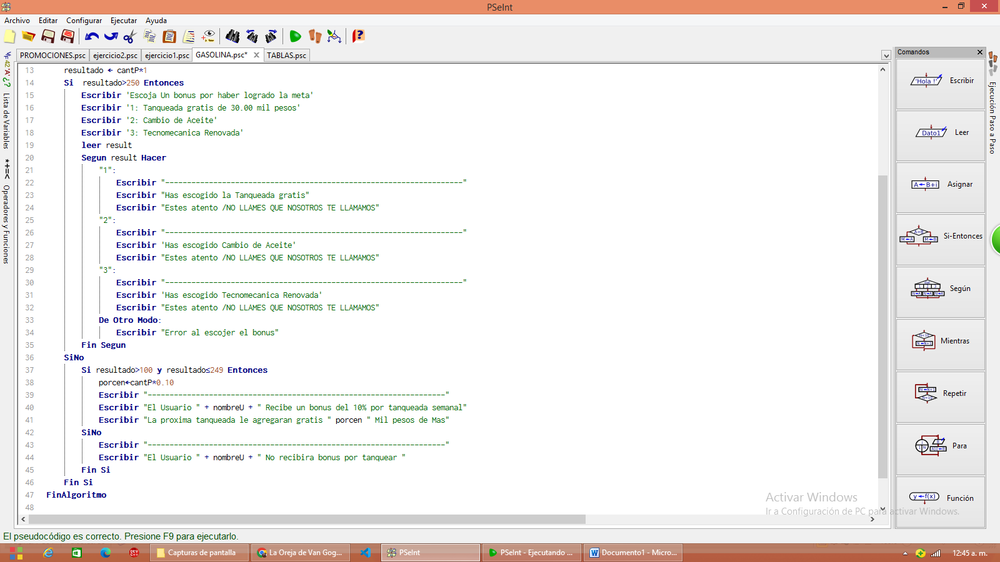 PSeInt
Archivo Editar Configurar Ejecutar Ayuda
PROMOCIONES.psc ejercicio2.psc ejercicio1.psc GASOLINA.psc* TABLAS.psc
Lista de Variables
*+=< Operadores y Funciones
13 resultado ← cantP*1
14 Si resultado>250 Entonces
15 Escribir 'Escoja Un bonus por haber logrado la meta'
16 Escribir '1: Tanqueada gratis de 30.00 mil pesos'
17 Escribir '2: Cambio de Aceite'
18 Escribir '3: Tecnomecanica Renovada'
19 leer result
20 Segun result Hacer
21 "1":
22 Escribir "--------------------------------------------------------------------"
23 Escribir "Has escogido la Tanqueada gratis"
24 Escribir "Estes atento /NO LLAMES QUE NOSOTROS TE LLAMAMOS"
25 "2":
26 Escribir "--------------------------------------------------------------------"
27 Escribir 'Has escogido Cambio de Aceite'
28 Escribir "Estes atento /NO LLAMES QUE NOSOTROS TE LLAMAMOS"
29 "3":
30 Escribir "--------------------------------------------------------------------"
31 Escribir 'Has escogido Tecnomecanica Renovada'
32 Escribir "Estes atento /NO LLAMES QUE NOSOTROS TE LLAMAMOS"
33 De Otro Modo:
34 Escribir "Error al escojer el bonus"
35 Fin Segun
36 SiNo
37 Si resultado>100 y resultado≤249 Entonces
38 porcen←cantP*0.10
39 Escribir "--------------------------------------------------------------------"
40 Escribir "El Usuario " + nombreU + " Recibe un bonus del 10% por tanqueada semanal"
41 Escribir "La proxima tanqueada le agregaran gratis " porcen " Mil pesos de Mas"
42 SiNo
43 Escribir "--------------------------------------------------------------------"
44 Escribir "El Usuario " + nombreU + " No recibira bonus por tanquear "
45 Fin Si
46 Fin Si
47 FinAlgoritmo
48
Comandos
'Hola !' Escribir
Dato1 Leer
A←B+i Asignar
A>B M←A M←B Si-Entonces
Según
Mientras
Repetir
Para
y←f(x) Función
Ejecución Paso a Paso
Activar Windows
Ir a Configuración de PC para activar Windows.
El pseudocódigo es correcto. Presione F9 para ejecutarlo.
DEV C++
Capturas de pantalla
La Oreja de Van Gog...
PSeInt
PSeInt - Ejecutando ...
Documento1 - Micro...
12:45 a. m.